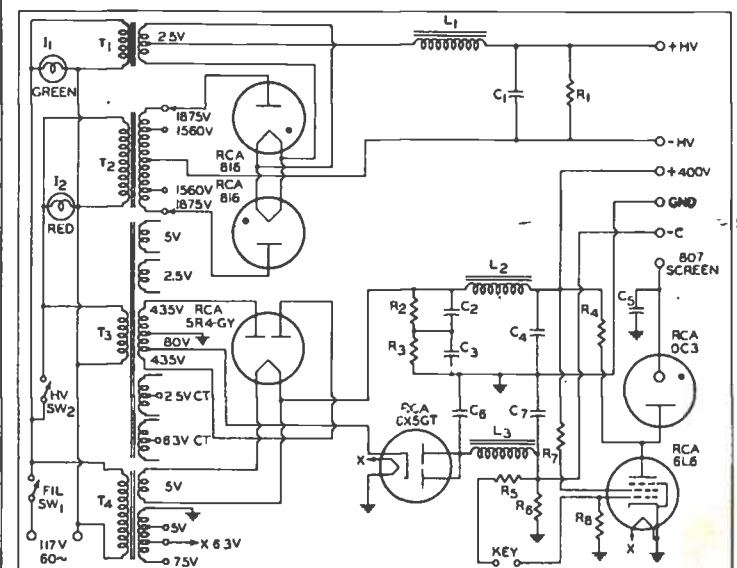 L1
I1
GREEN
T1
2.5V
+HV
C1
R1
1875V
1560V
RCA
816
T2
-HV
I2
RED
RCA
816
+400V
1560V
1875V
GND
-C
5V
807
SCREEN
2.5V
L2
435V
RCA
5R4-GY
R2
C2
R4
C5
T3
80V
R3
C3
C4
RCA
OC3
435V
HV
SW2
2.5V CT
RCA
6X5GT
C6
C7
6.3V CT
L3
R7
RCA
6L6
X
FIL
SW1
T4
5V
R5
R6
R8
5V
X 6.3V
117V
60~
KEY
X
7.5V